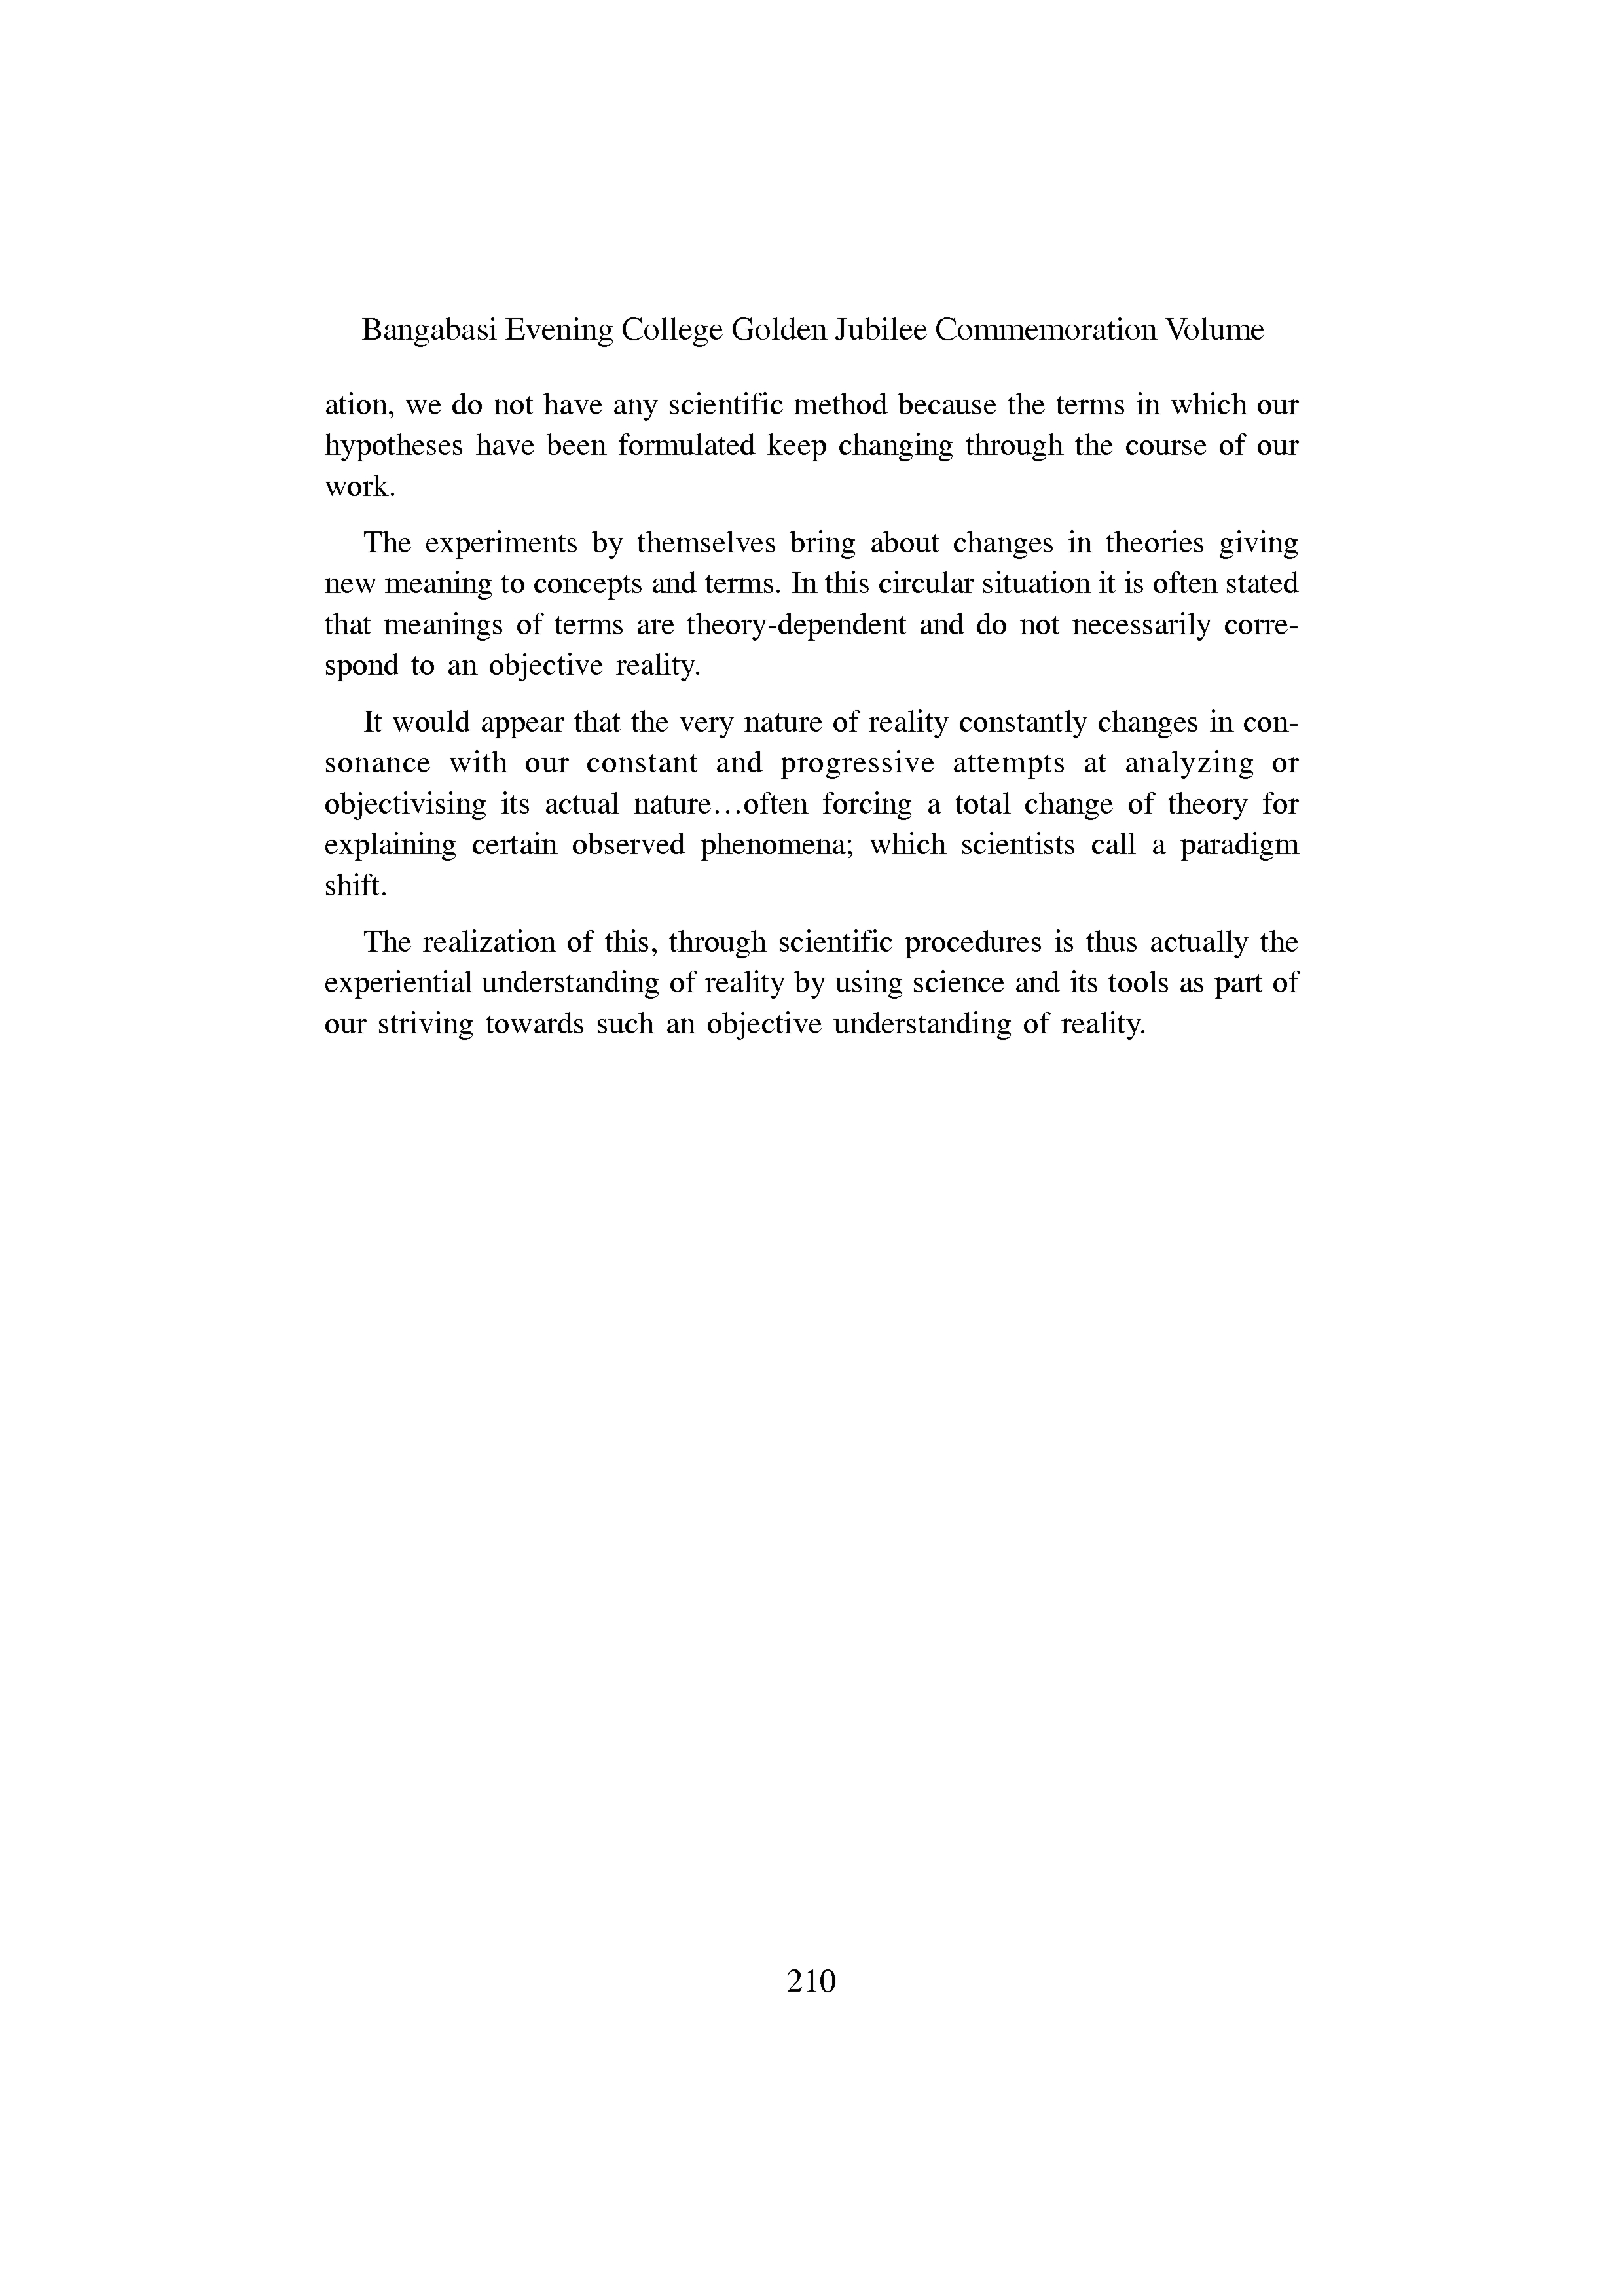 Bangabasi Evening College Golden Jubilee Commemoration Volume
ation, we do not have any scientific method because the terms in which our
hypotheses have been formulated keep changing through the course of our
work.
The experiments by themselves bring about changes in theories giving
new meaning to concepts and terms. In this circular situation it is often stated
that meanings of terms are theory-dependent and do not necessarily corre-
spond to an objective reality.
It would appear that the very nature of reality constantly changes in con-
sonance with our constant and progressive attempts at analyzing or
objectivising its actual nature…often forcing a total change of theory for
explaining certain observed phenomena; which scientists call a paradigm
shift.
The realization of this, through scientific procedures is thus actually the
experiential understanding of reality by using science and its tools as part of
our striving towards such an objective understanding of reality.
210